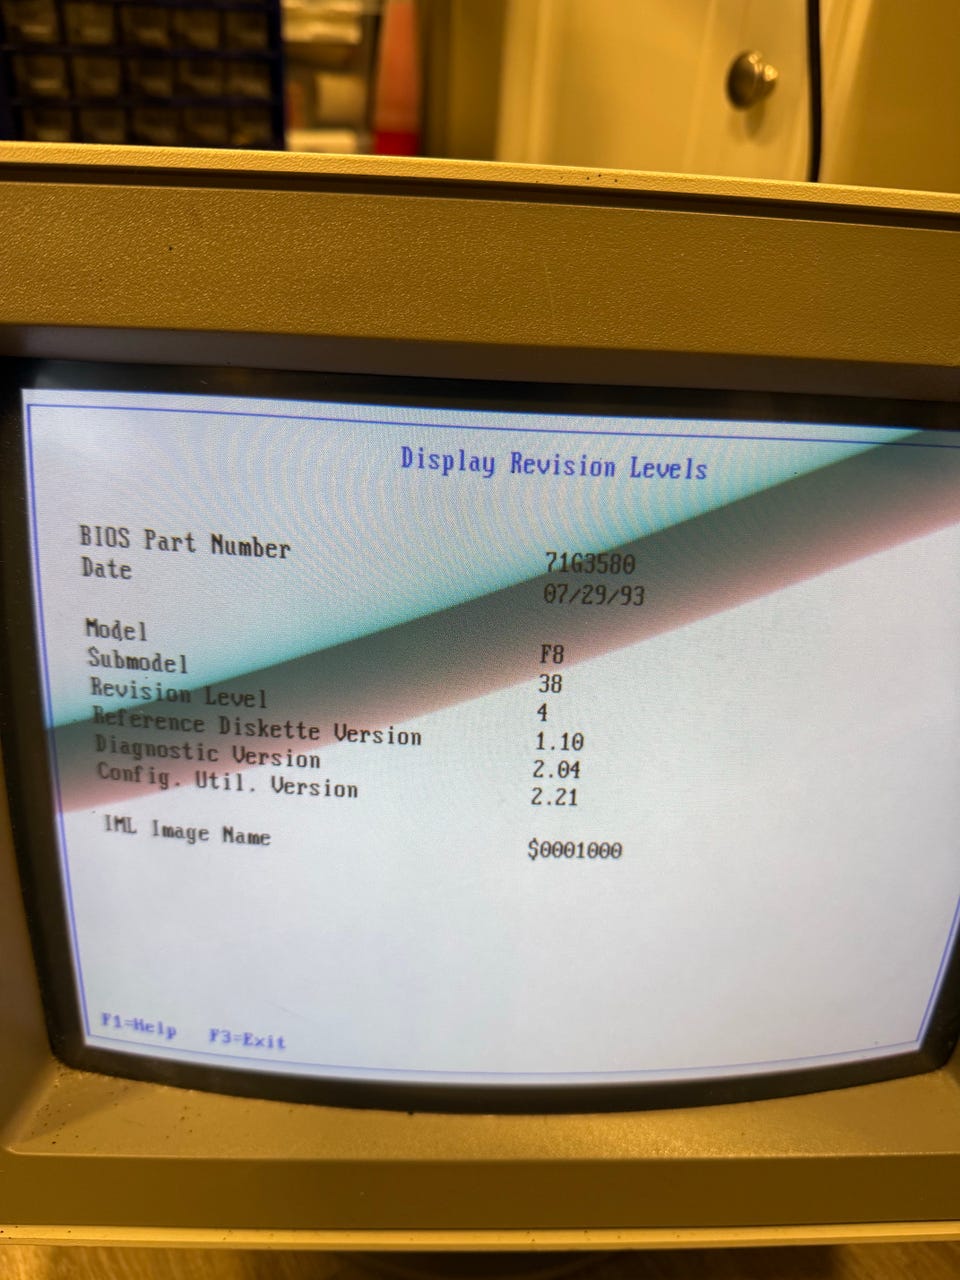 Display Revision Levels
BIOS Part Number 71G3580
Date 07/29/93
Model F8
Submodel 38
Revision Level 4
Reference Diskette Version 1.10
Diagnostic Version 2.04
Config. Util. Version 2.21
IML Image Name $0001000
F1=Help F3=Exit